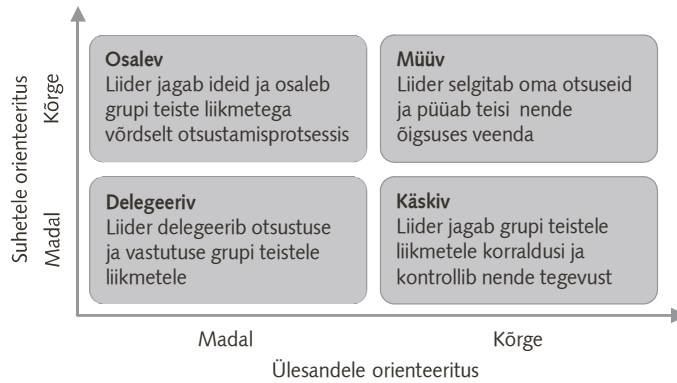 Suhetele orienteeritus
Kõrge
Madal
Osalev
Liider jagab ideid ja osaleb
grupi teiste liikmetega
võrdselt otsustamisprotsessis
Müüv
Liider selgitab oma otsuseid
ja püüab teisi nende
õigsuses veenda
Delegeeriv
Liider delegeerib otsustuse
ja vastutuse grupi teistele
liikmetele
Käskiv
Liider jagab grupi teistele
liikmetele korraldusi ja
kontrollib nende tegevust
Madal
Kõrge
Ülesandele orienteeritus